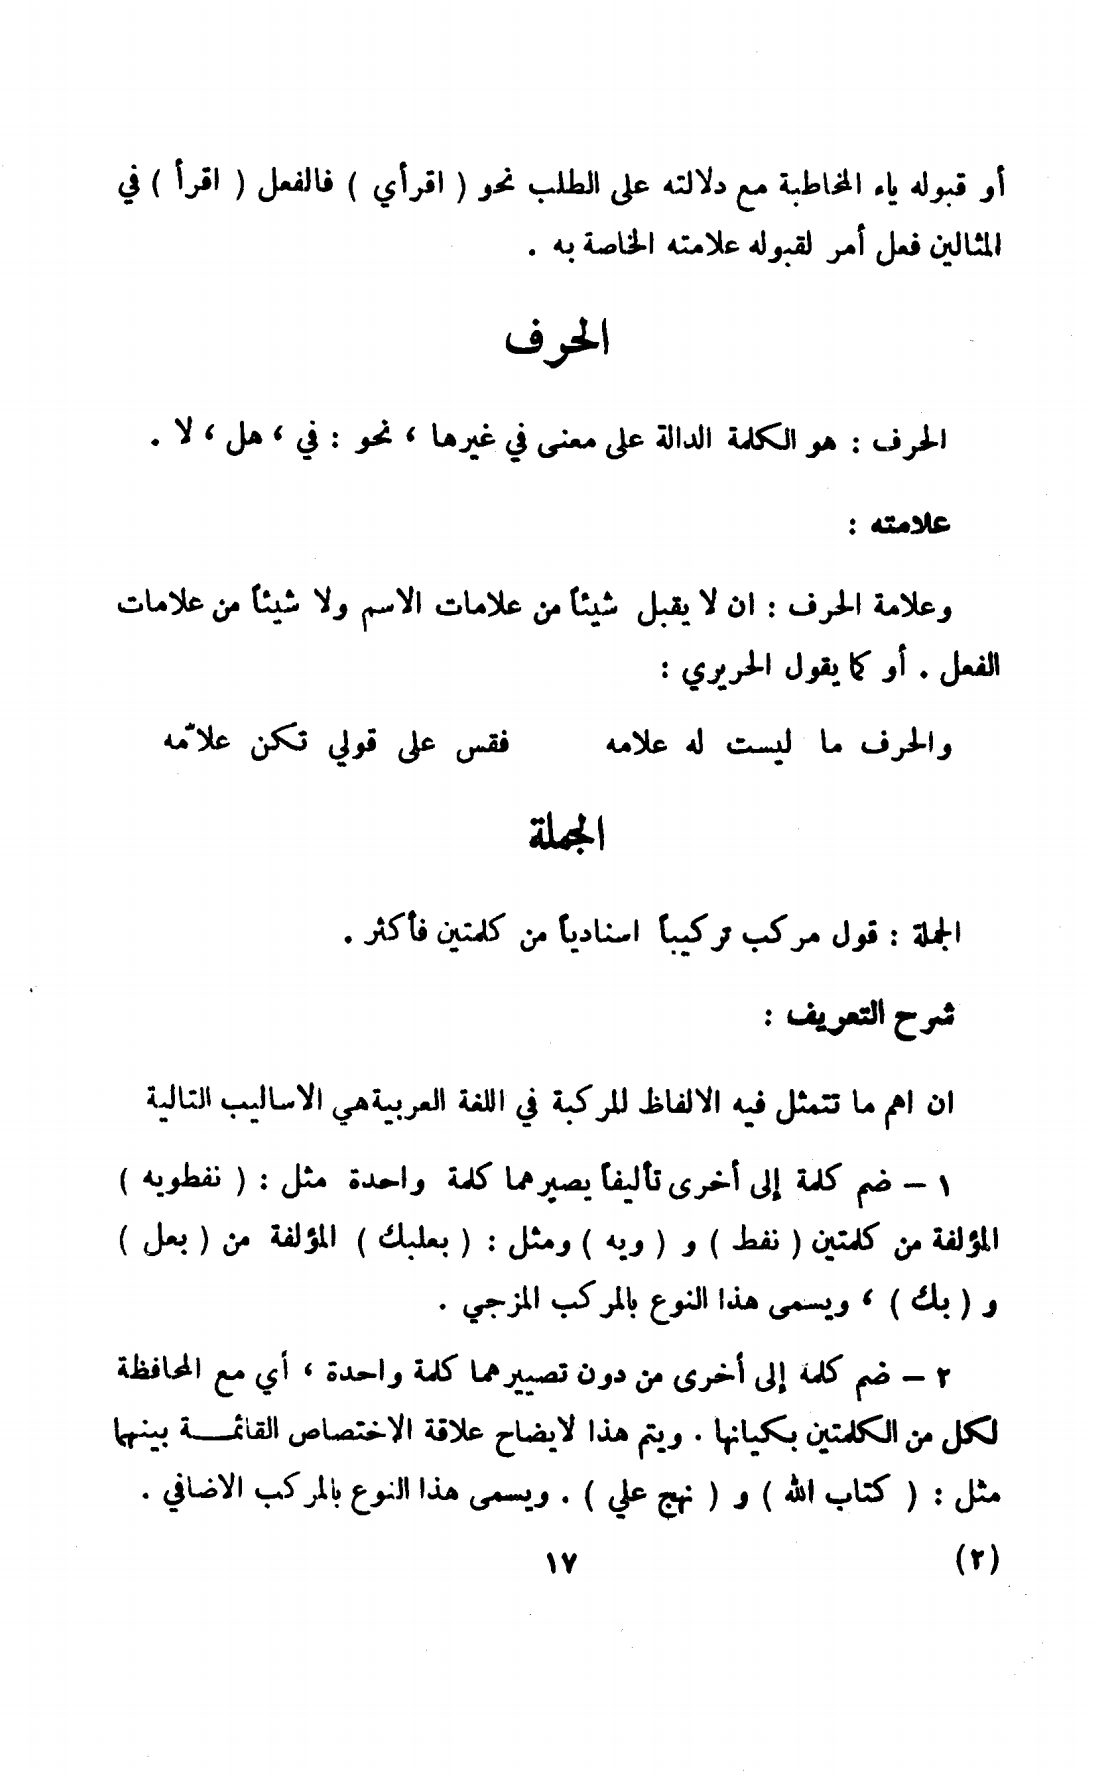 أو قبوله ياء المخاطبة مع دلالته على الطلب نحو ( اقرأي ) فالفعل ( اقرأ ) في
المثالين فعل أمر لقبوله علامته الخاصة به .
الحرف
الحرف : هو الكلمة الدالة على معنى في غيرها ، نحو : في ، هل ، لا .
علامته :
وعلامة الحرف : ان لا يقبل شيئاً من علامات الاسم ولا شيئاً من علامات
الفعل . أو كما يقول الحريري :
والحرف ما ليست له علامه فقس على قولي تكن علاّمه
الجملة
الجملة : قول مركب تركيباً اسنادياً من كلمتين فأكثر .
شرح التعريف :
ان اهم ما تتمثل فيه الالفاظ المركبة في اللغة العربية هي الاساليب التالية
١ – ضم كلمة إلى أخرى تأليفاً يصيرهما كلمة واحدة مثل : ( نفطويه )
المؤلفة من كلمتين ( نفط ) و ( ويه ) ومثل : ( بعلبك ) المؤلفة من ( بعل )
و ( بك ) ، ويسمى هذا النوع بالمركب المزجي .
٢ – ضم كلمة إلى أخرى من دون تصييرهما كلمة واحدة ، أي مع المحافظة
لكل من الكلمتين بكيانها . ويتم هذا لايضاح علاقة الاختصاص القائمـــة بينهما
مثل : ( كتاب الله ) و ( نهج علي ) . ويسمى هذا النوع بالمركب الاضافي .
(٢) ١٧